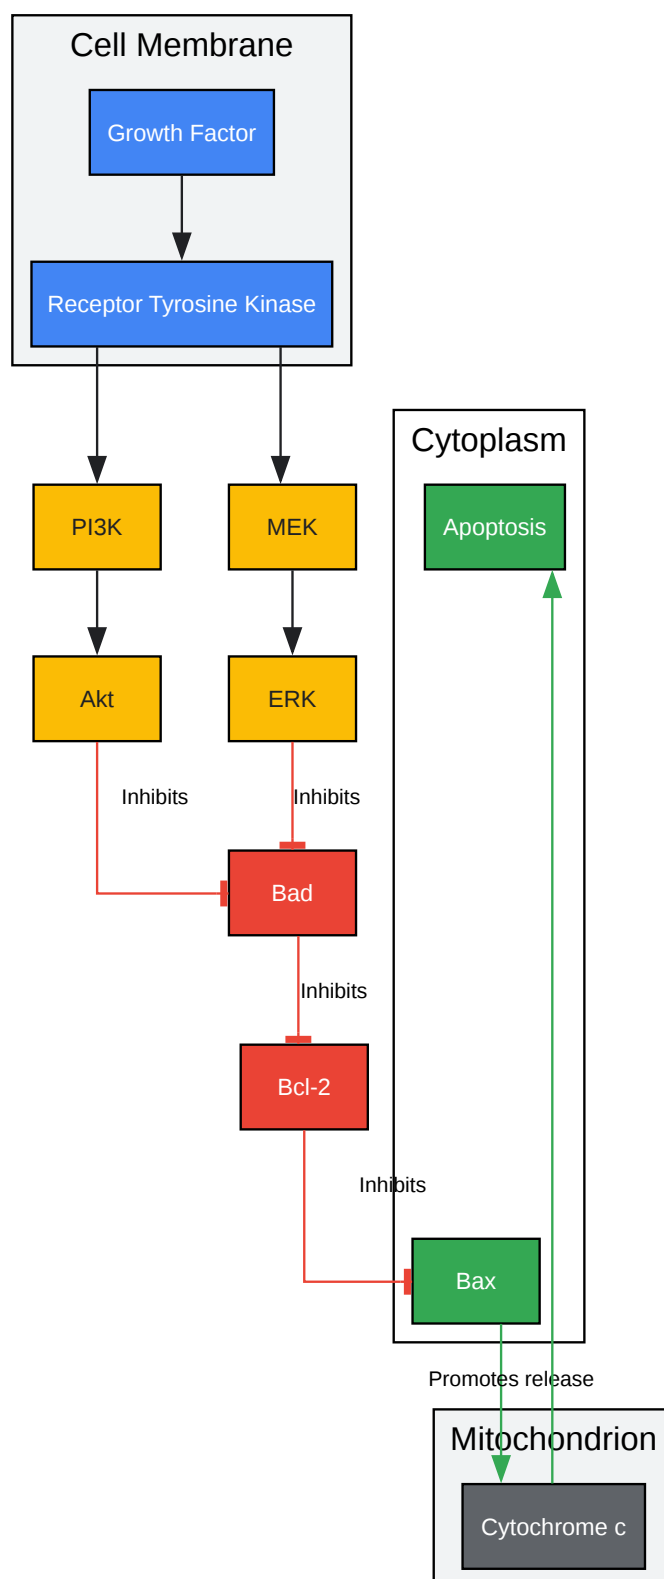 Cell Membrane
Growth Factor
Receptor Tyrosine Kinase
Cytoplasm
PI3K
MEK
Apoptosis
Akt
ERK
Inhibits
Inhibits
Bad
Inhibits
Bcl-2
Inhibits
Bax
Promotes release
Mitochondrion
Cytochrome c